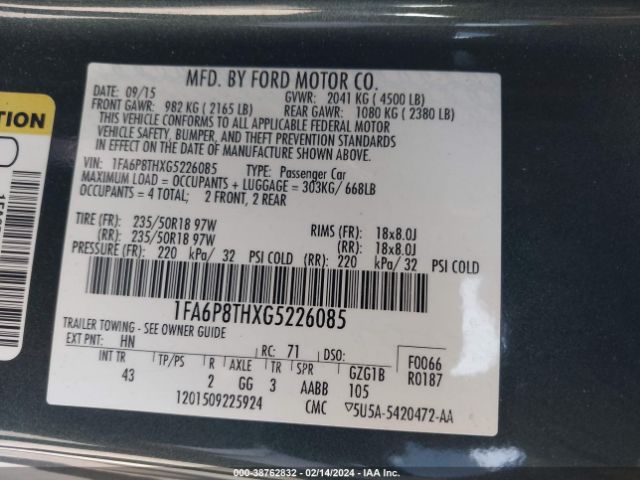 MFD. BY FORD MOTOR CO.
DATE: 09/15 GVWR: 2041 KG ( 4500 LB)
FRONT GAWR: 982 KG ( 2165 LB) REAR GAWR: 1080 KG ( 2380 LB)
THIS VEHICLE CONFORMS TO ALL APPLICABLE FEDERAL MOTOR
VEHICLE SAFETY, BUMPER, AND THEFT PREVENTION STANDARDS
IN EFFECT ON THE DATE OF MANUFACTURE SHOWN ABOVE.
VIN: 1FA6P8THXG5226085 TYPE: Passenger Car
MAXIMUM LOAD = OCCUPANTS + LUGGAGE = 303KG/ 668LB
OCCUPANTS = 4 TOTAL; 2 FRONT, 2 REAR
TIRE (FR): 235/50R18 97W RIMS (FR): 18x8.0J
(RR): 235/50R18 97W (RR): 18x8.0J
PRESSURE (FR): 220 kPa/ 32 PSI COLD (RR): 220 kPa/ 32 PSI COLD
1FA6P8THXG5226085
TRAILER TOWING - SEE OWNER GUIDE
EXT PNT: HN RC: 71 DSO: F0066
INT TR TP/PS R AXLE TR SPR GZG1B R0187
43 2 GG 3 AABB 105
1201509225924 CMC 5U5A-5420472-AA
TION
000-38762832 - 02/14/2024 - IAA Inc.